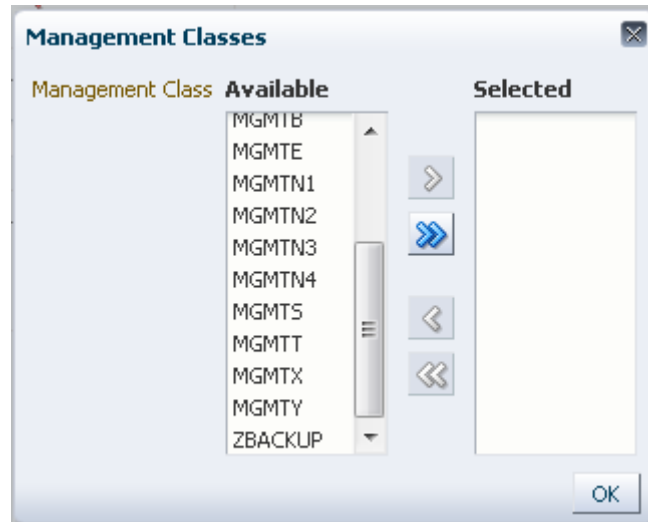 Management Classes
Management Class Available Selected
MGMTB
MGMTE
MGMTN1
MGMTN2
MGMTN3
MGMTN4
MGMTS
MGMTT
MGMTX
MGMTY
ZBACKUP
OK